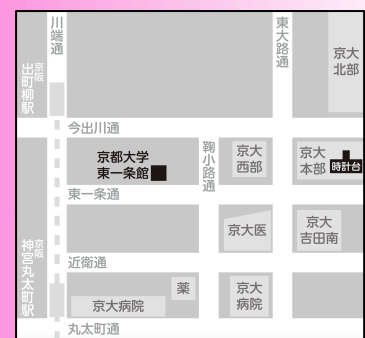 川端通
東大路通
京大
北部
京阪
出町柳駅
今出川通
京都大学
東一条館
鞠小路通
京大
西部
京大
本部
時計台
東一条通
京大医
京大
吉田南
近衛通
京阪
神宮丸太町駅
薬
京大病院
京大
病院
丸太町通